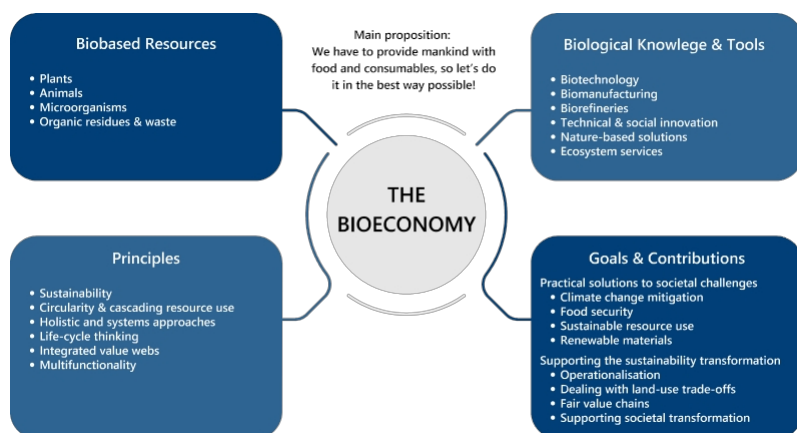 Biobased Resources
• Plants
• Animals
• Microorganisms
• Organic residues & waste
Main proposition:
We have to provide mankind with
food and consumables, so let's do
it in the best way possible!
Biological Knowlege & Tools
• Biotechnology
• Biomanufacturing
• Biorefineries
• Technical & social innovation
• Nature-based solutions
• Ecosystem services
THE
BIOECONOMY
Principles
• Sustainability
• Circularity & cascading resource use
• Holistic and systems approaches
• Life-cycle thinking
• Integrated value webs
• Multifunctionality
Goals & Contributions
Practical solutions to societal challenges
• Climate change mitigation
• Food security
• Sustainable resource use
• Renewable materials
Supporting the sustainability transformation
• Operationalisation
• Dealing with land-use trade-offs
• Fair value chains
• Supporting societal transformation